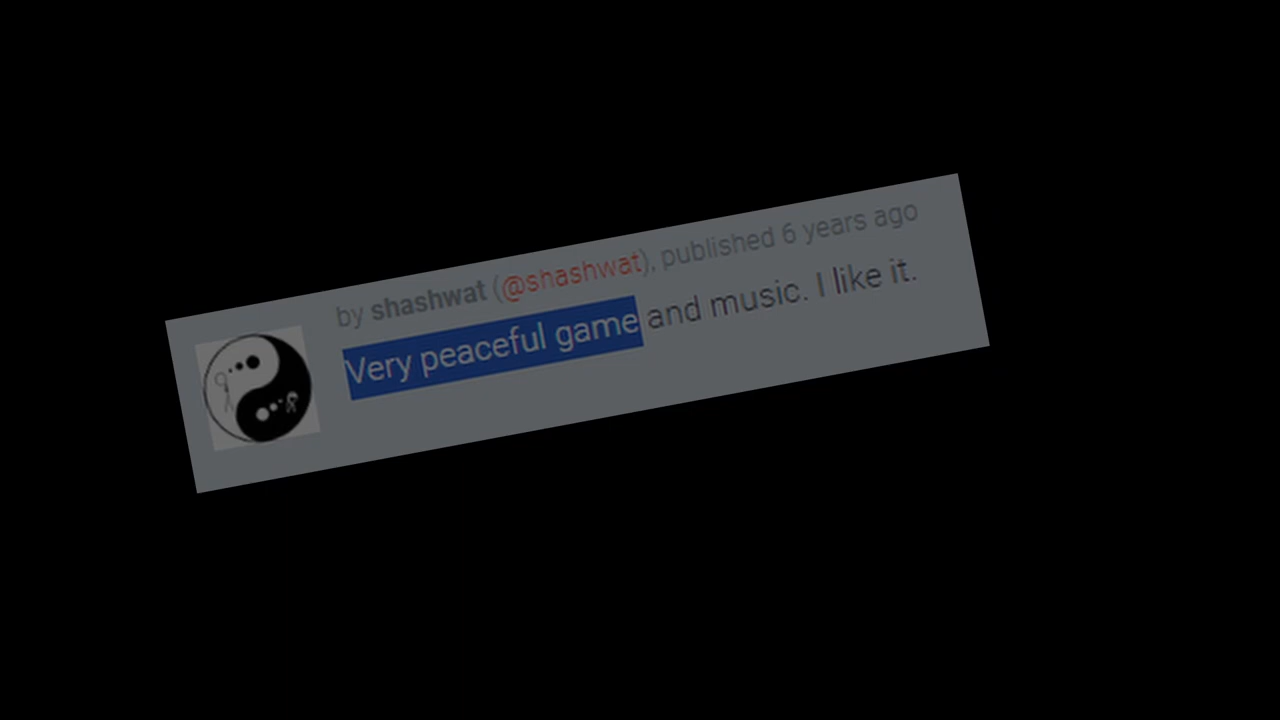 by shashwat (@shashwat), published 6 years ago
Very peaceful game and music. I like it.